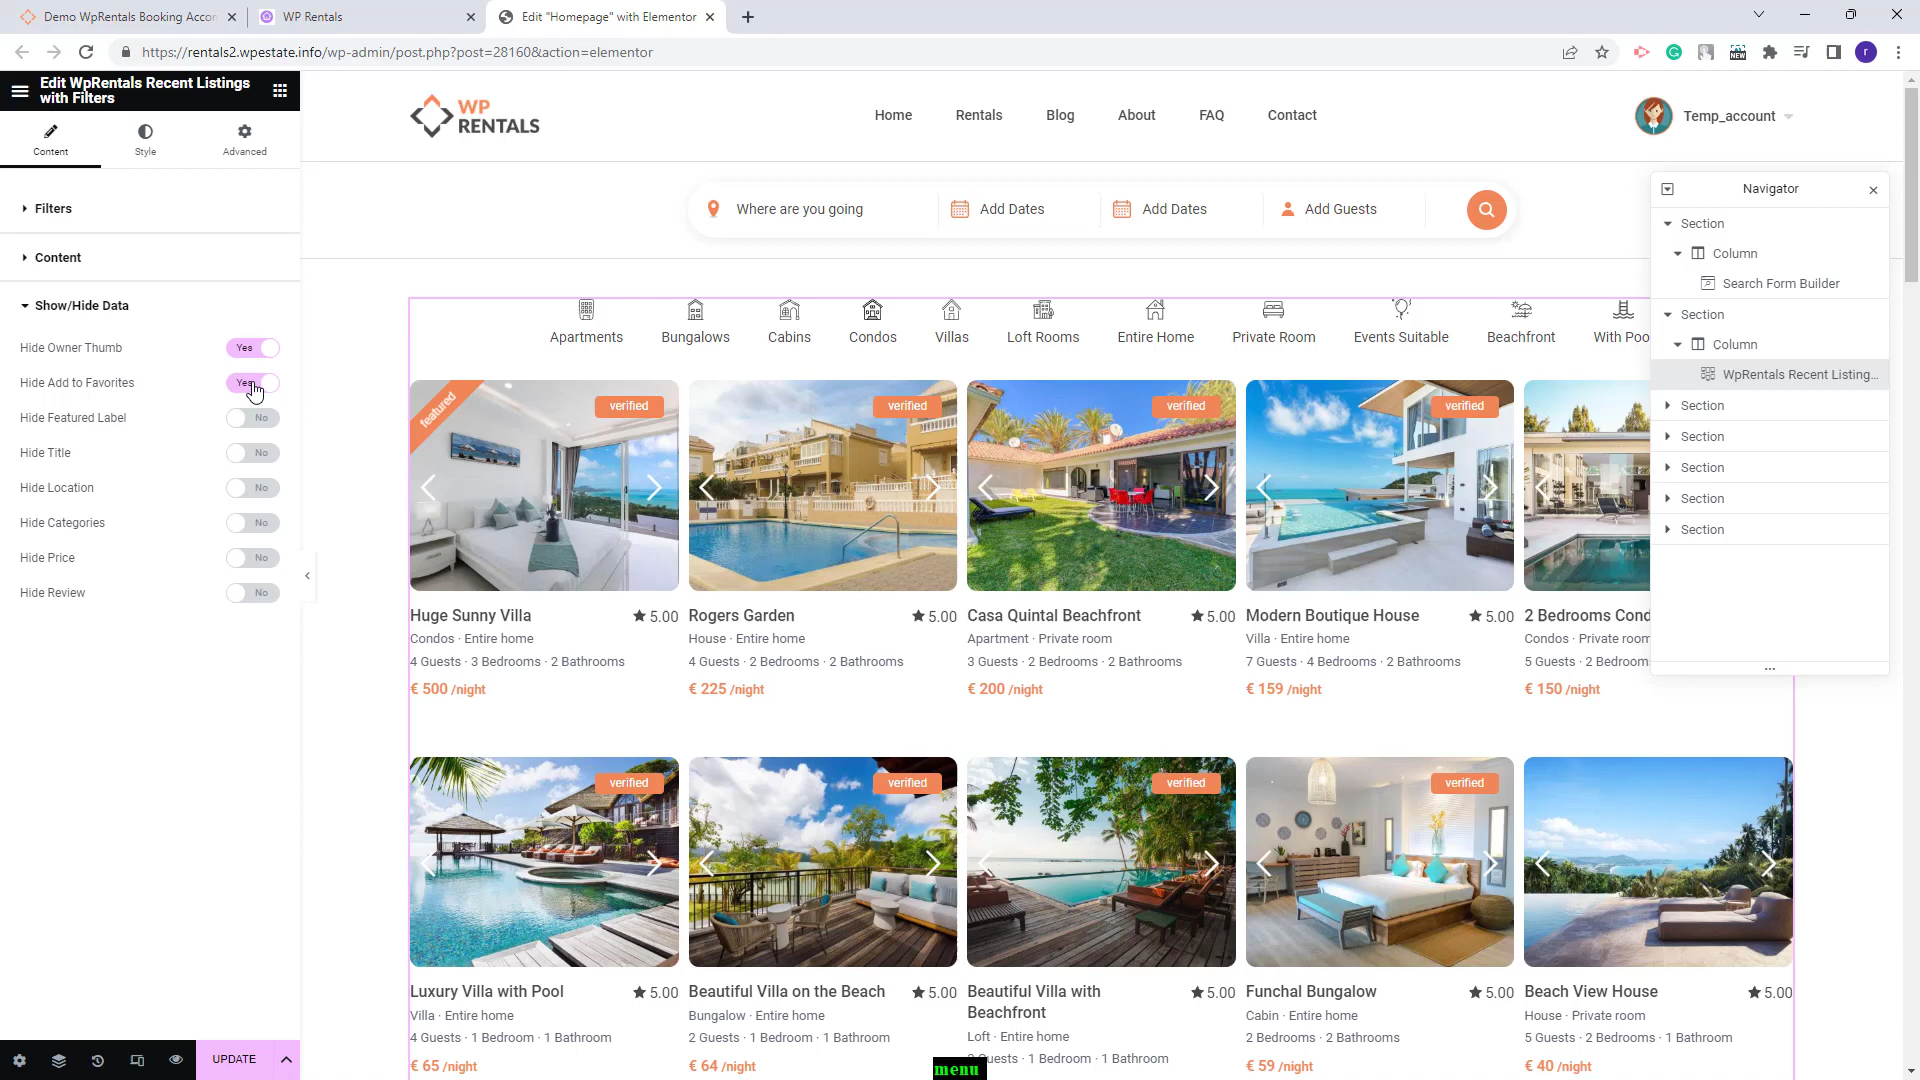 Demo WpRentals Booking Accor
WP Rentals
Edit "Homepage" with Elementor
https://rentals2.wpestate.info/wp-admin/post.php?post=28160&action=elementor
NEW
r
Edit WpRentals Recent Listings with Filters
Content
Style
Advanced
Filters
Content
Show/Hide Data
Hide Owner Thumb
Yes
Hide Add to Favorites
Yes
Hide Featured Label
No
Hide Title
No
Hide Location
No
Hide Categories
No
Hide Price
No
Hide Review
No
UPDATE
WP
RENTALS
Home
Rentals
Blog
About
FAQ
Contact
Temp_account
Where are you going
Add Dates
Add Dates
Add Guests
Navigator
Section
Column
Search Form Builder
Section
Column
WpRentals Recent Listing...
Section
Section
Section
Section
Section
Apartments
Bungalows
Cabins
Condos
Villas
Loft Rooms
Entire Home
Private Room
Events Suitable
Beachfront
With Poo
featured
verified
verified
verified
verified
Huge Sunny Villa
5.00
Condos · Entire home
4 Guests · 3 Bedrooms · 2 Bathrooms
€ 500 /night
Rogers Garden
5.00
House · Entire home
4 Guests · 2 Bedrooms · 2 Bathrooms
€ 225 /night
Casa Quintal Beachfront
5.00
Apartment · Private room
3 Guests · 2 Bedrooms · 2 Bathrooms
€ 200 /night
Modern Boutique House
5.00
Villa · Entire home
7 Guests · 4 Bedrooms · 2 Bathrooms
€ 159 /night
2 Bedrooms Cond
Condos · Private room
5 Guests · 2 Bedroom
€ 150 /night
verified
verified
verified
verified
Luxury Villa with Pool
5.00
Villa · Entire home
4 Guests · 1 Bedroom · 1 Bathroom
€ 65 /night
Beautiful Villa on the Beach
5.00
Bungalow · Entire home
2 Guests · 1 Bedroom · 1 Bathroom
€ 64 /night
Beautiful Villa with
Beachfront
5.00
Loft · Entire home
Guests · 1 Bedroom · 1 Bathroom
Funchal Bungalow
5.00
Cabin · Entire home
2 Bedrooms · 2 Bathrooms
€ 59 /night
Beach View House
5.00
House · Private room
5 Guests · 2 Bedrooms · 1 Bathroom
€ 40 /night
menu